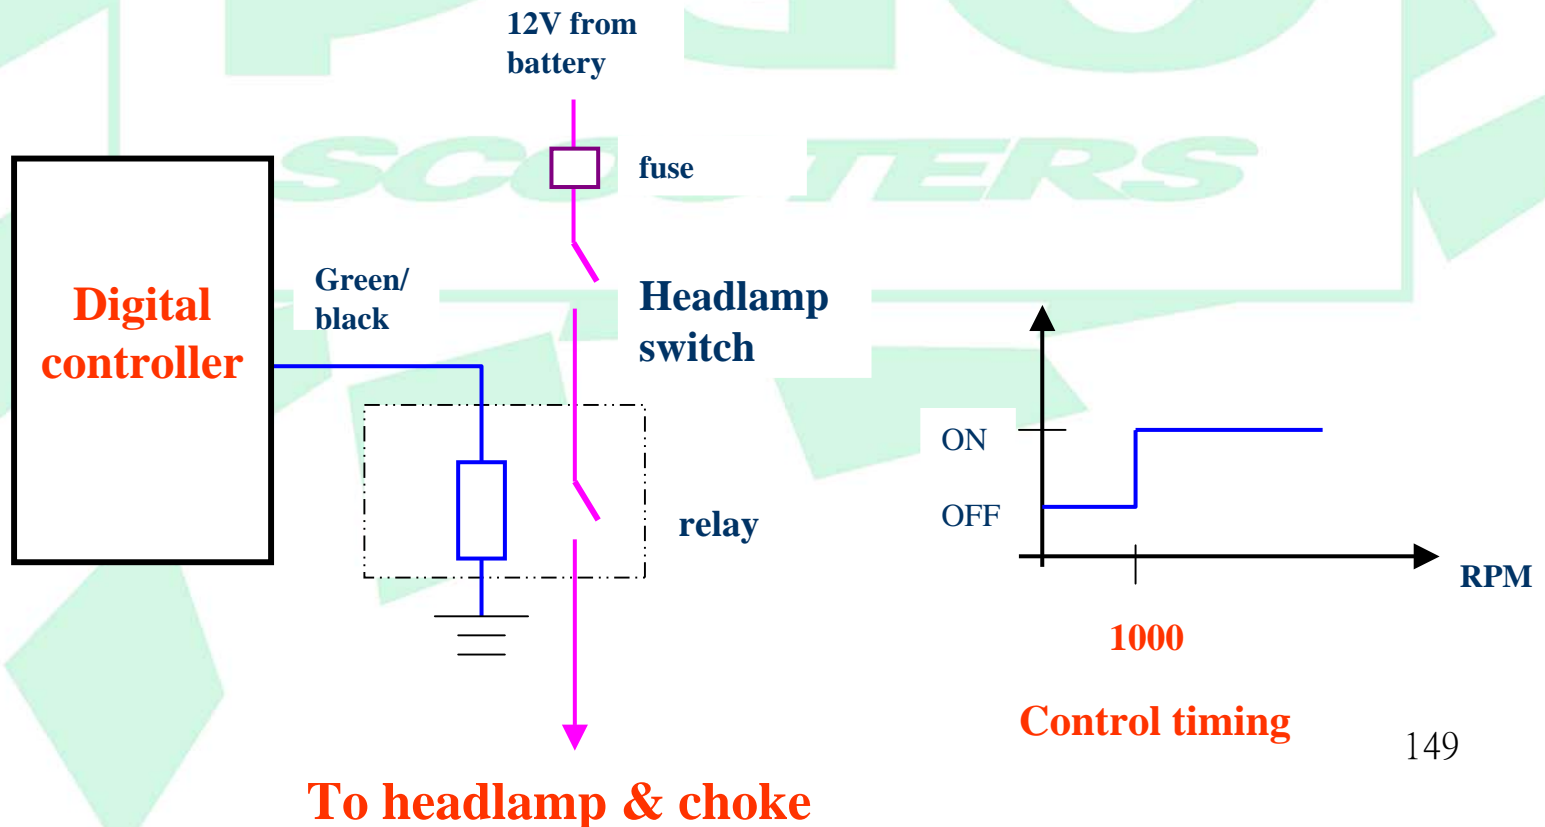 12V from
battery
SCOOTERS
fuse
Green/
black
Headlamp
switch
Digital
controller
relay
ON
OFF
RPM
1000
Control timing
149
To headlamp & choke